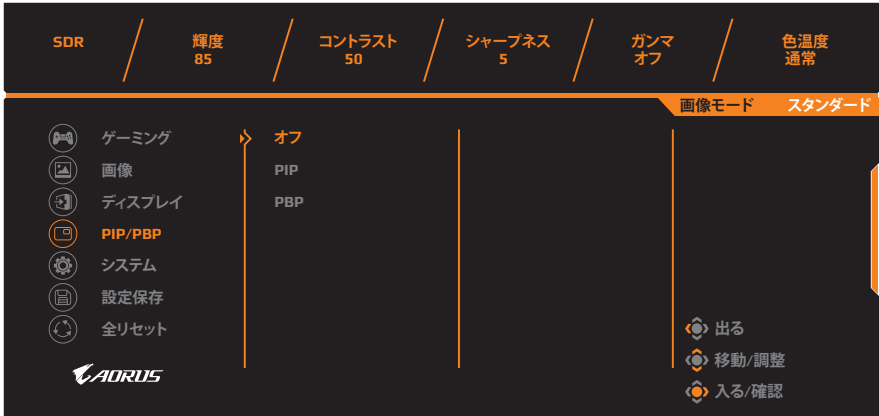 SDR
輝度
85
コントラスト
50
シャープネス
5
ガンマ
オフ
色温度
通常
画像モード スタンダード
ゲーミング
オフ
画像
PIP
ディスプレイ
PBP
PIP/PBP
システム
設定保存
全リセット
AORUS
出る
移動/調整
入る/確認